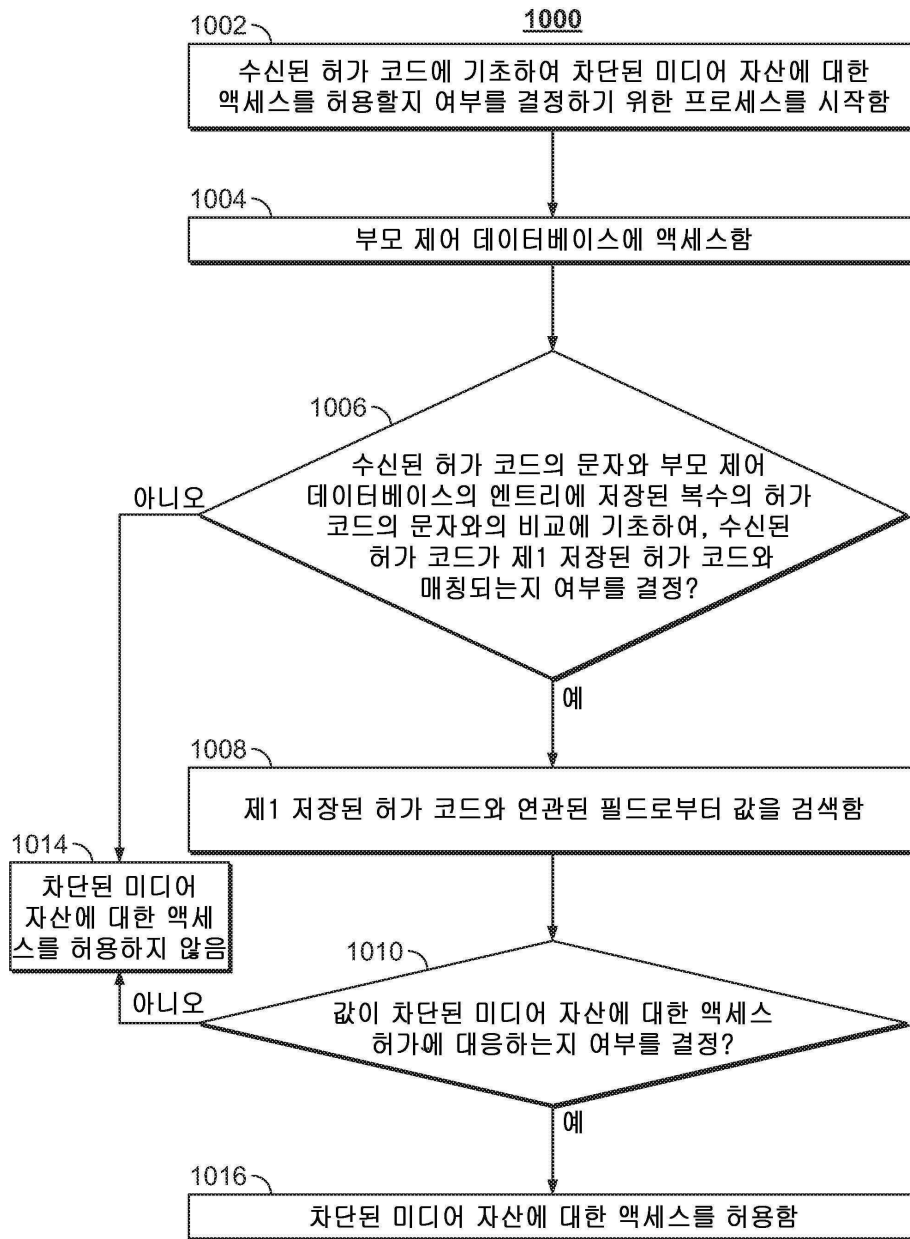 1000
1002
수신된 허가 코드에 기초하여 차단된 미디어 자산에 대한
액세스를 허용할지 여부를 결정하기 위한 프로세스를 시작함
1004
부모 제어 데이터베이스에 액세스함
1006
수신된 허가 코드의 문자와 부모 제어
데이터베이스의 엔트리에 저장된 복수의 허가
코드의 문자와의 비교에 기초하여, 수신된
허가 코드가 제1 저장된 허가 코드와
매칭되는지 여부를 결정?
아니오
예
1008
제1 저장된 허가 코드와 연관된 필드로부터 값을 검색함
1014
차단된 미디어
자산에 대한 액세
스를 허용하지 않음
1010
값이 차단된 미디어 자산에 대한 액세스
허가에 대응하는지 여부를 결정?
아니오
예
1016
차단된 미디어 자산에 대한 액세스를 허용함